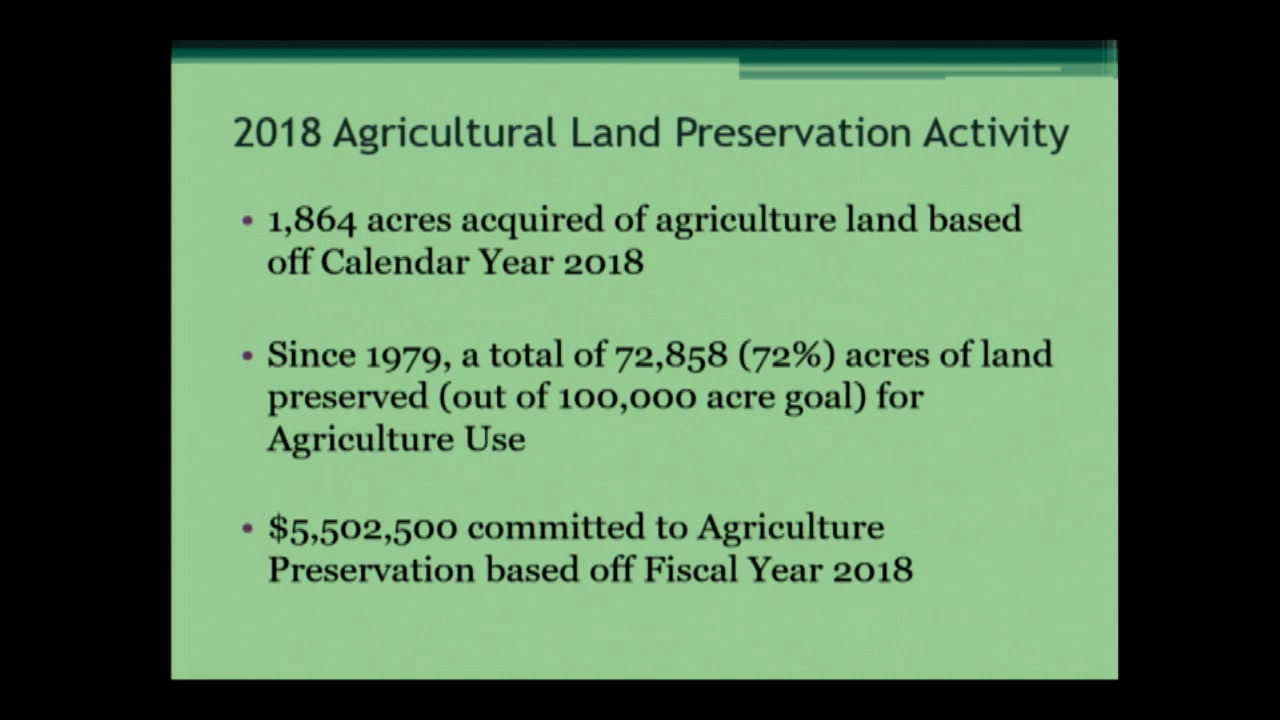 2018 Agricultural Land Preservation Activity
• 1,864 acres acquired of agriculture land based
off Calendar Year 2018
• Since 1979, a total of 72,858 (72%) acres of land
preserved (out of 100,000 acre goal) for
Agriculture Use
• $5,502,500 committed to Agriculture
Preservation based off Fiscal Year 2018